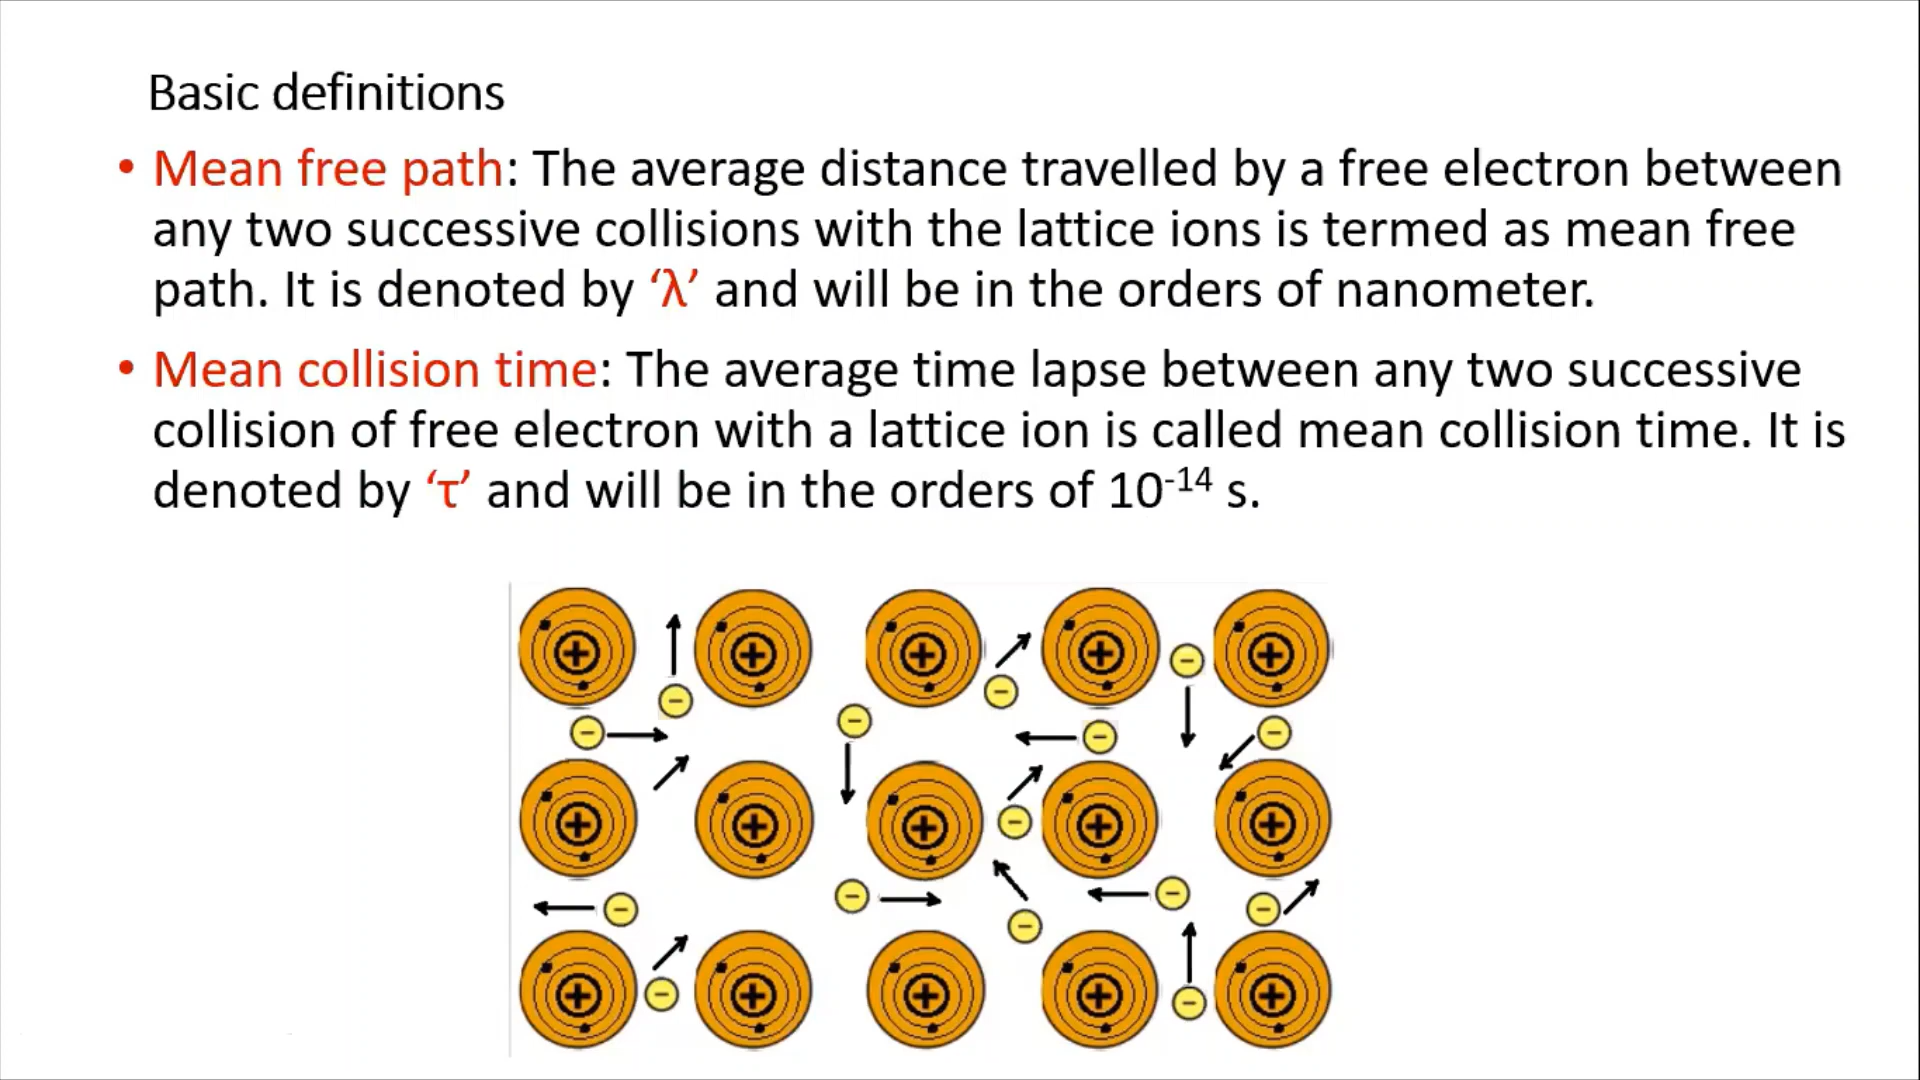 Basic definitions
• Mean free path: The average distance travelled by a free electron between
any two successive collisions with the lattice ions is termed as mean free
path. It is denoted by ‘λ’ and will be in the orders of nanometer.
• Mean collision time: The average time lapse between any two successive
collision of free electron with a lattice ion is called mean collision time. It is
denoted by ‘τ’ and will be in the orders of 10⁻¹⁴ s.